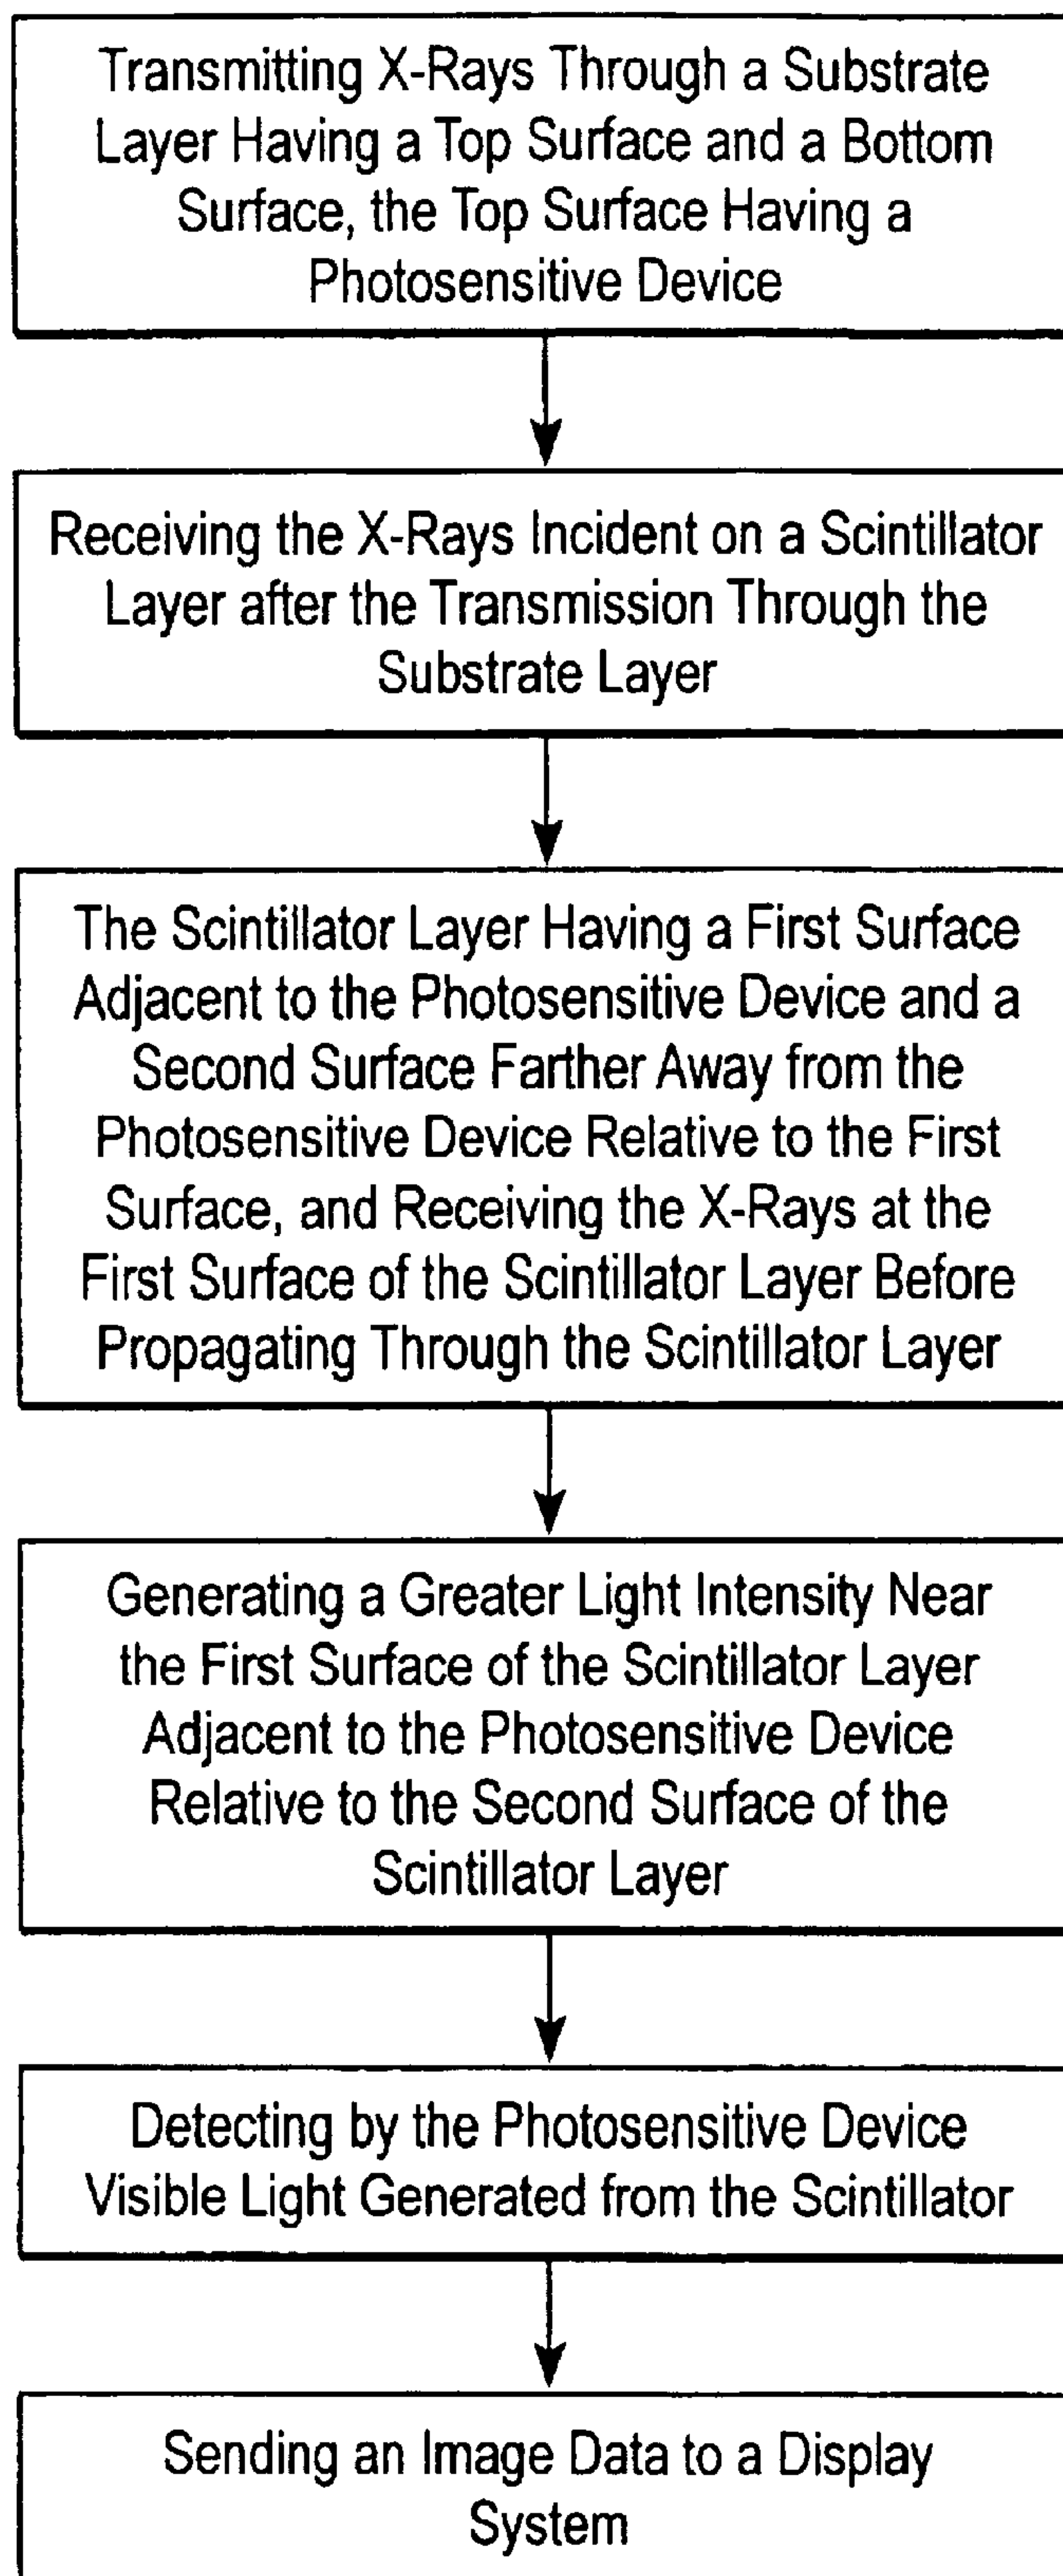 Transmitting X-Rays Through a Substrate
Layer Having a Top Surface and a Bottom
Surface, the Top Surface Having a
Photosensitive Device
Receiving the X-Rays Incident on a Scintillator
Layer after the Transmission Through the
Substrate Layer
The Scintillator Layer Having a First Surface
Adjacent to the Photosensitive Device and a
Second Surface Farther Away from the
Photosensitive Device Relative to the First
Surface, and Receiving the X-Rays at the
First Surface of the Scintillator Layer Before
Propagating Through the Scintillator Layer
Generating a Greater Light Intensity Near
the First Surface of the Scintillator Layer
Adjacent to the Photosensitive Device
Relative to the Second Surface of the
Scintillator Layer
Detecting by the Photosensitive Device
Visible Light Generated from the Scintillator
Sending an Image Data to a Display
System